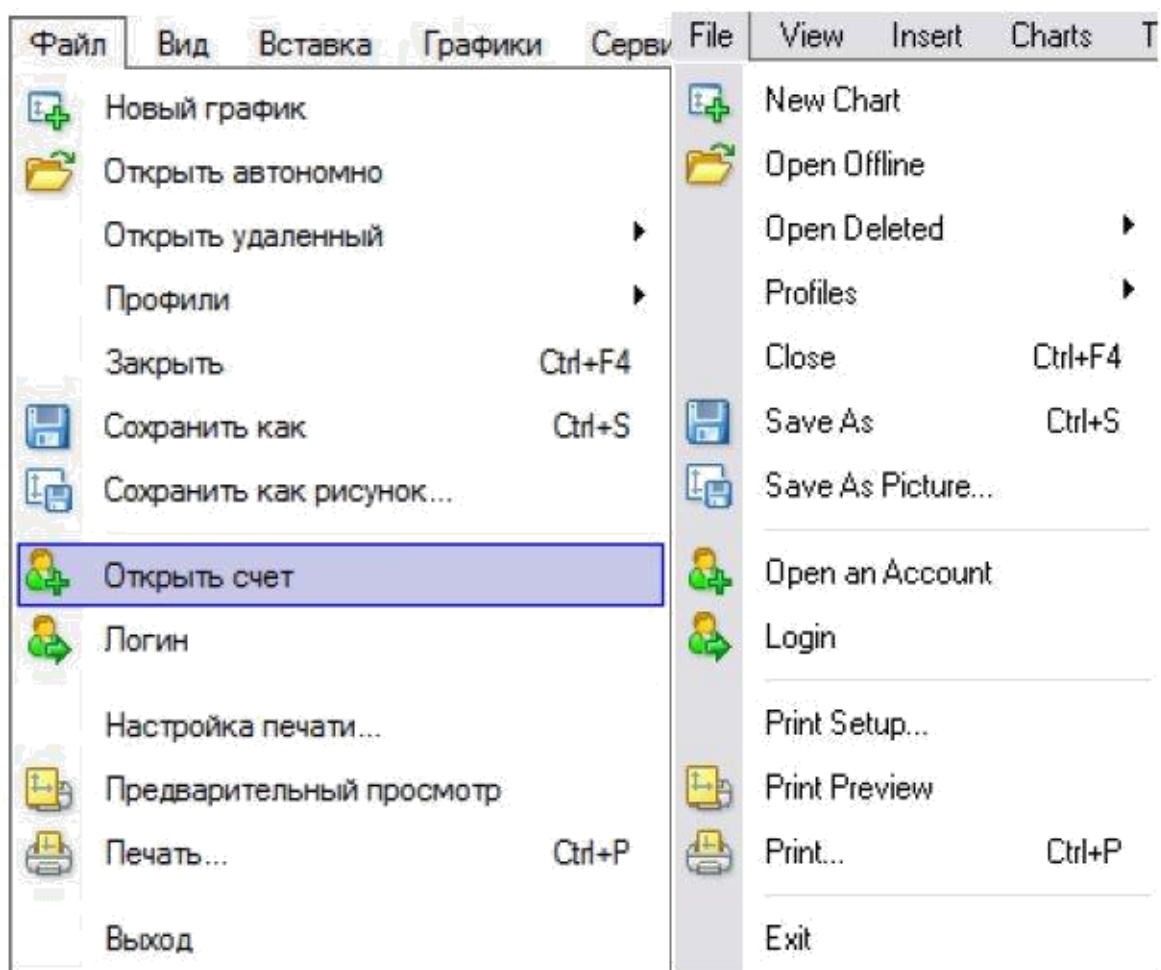 Файл Вид Вставка Графики Серви
Новый график
Открыть автономно
Открыть удаленный
Профили
Закрыть Ctrl+F4
Сохранить как Ctrl+S
Сохранить как рисунок...
Открыть счет
Логин
Настройка печати...
Предварительный просмотр
Печать... Ctrl+P
Выход
File View Insert Charts T
New Chart
Open Offline
Open Deleted
Profiles
Close Ctrl+F4
Save As Ctrl+S
Save As Picture...
Open an Account
Login
Print Setup...
Print Preview
Print... Ctrl+P
Exit